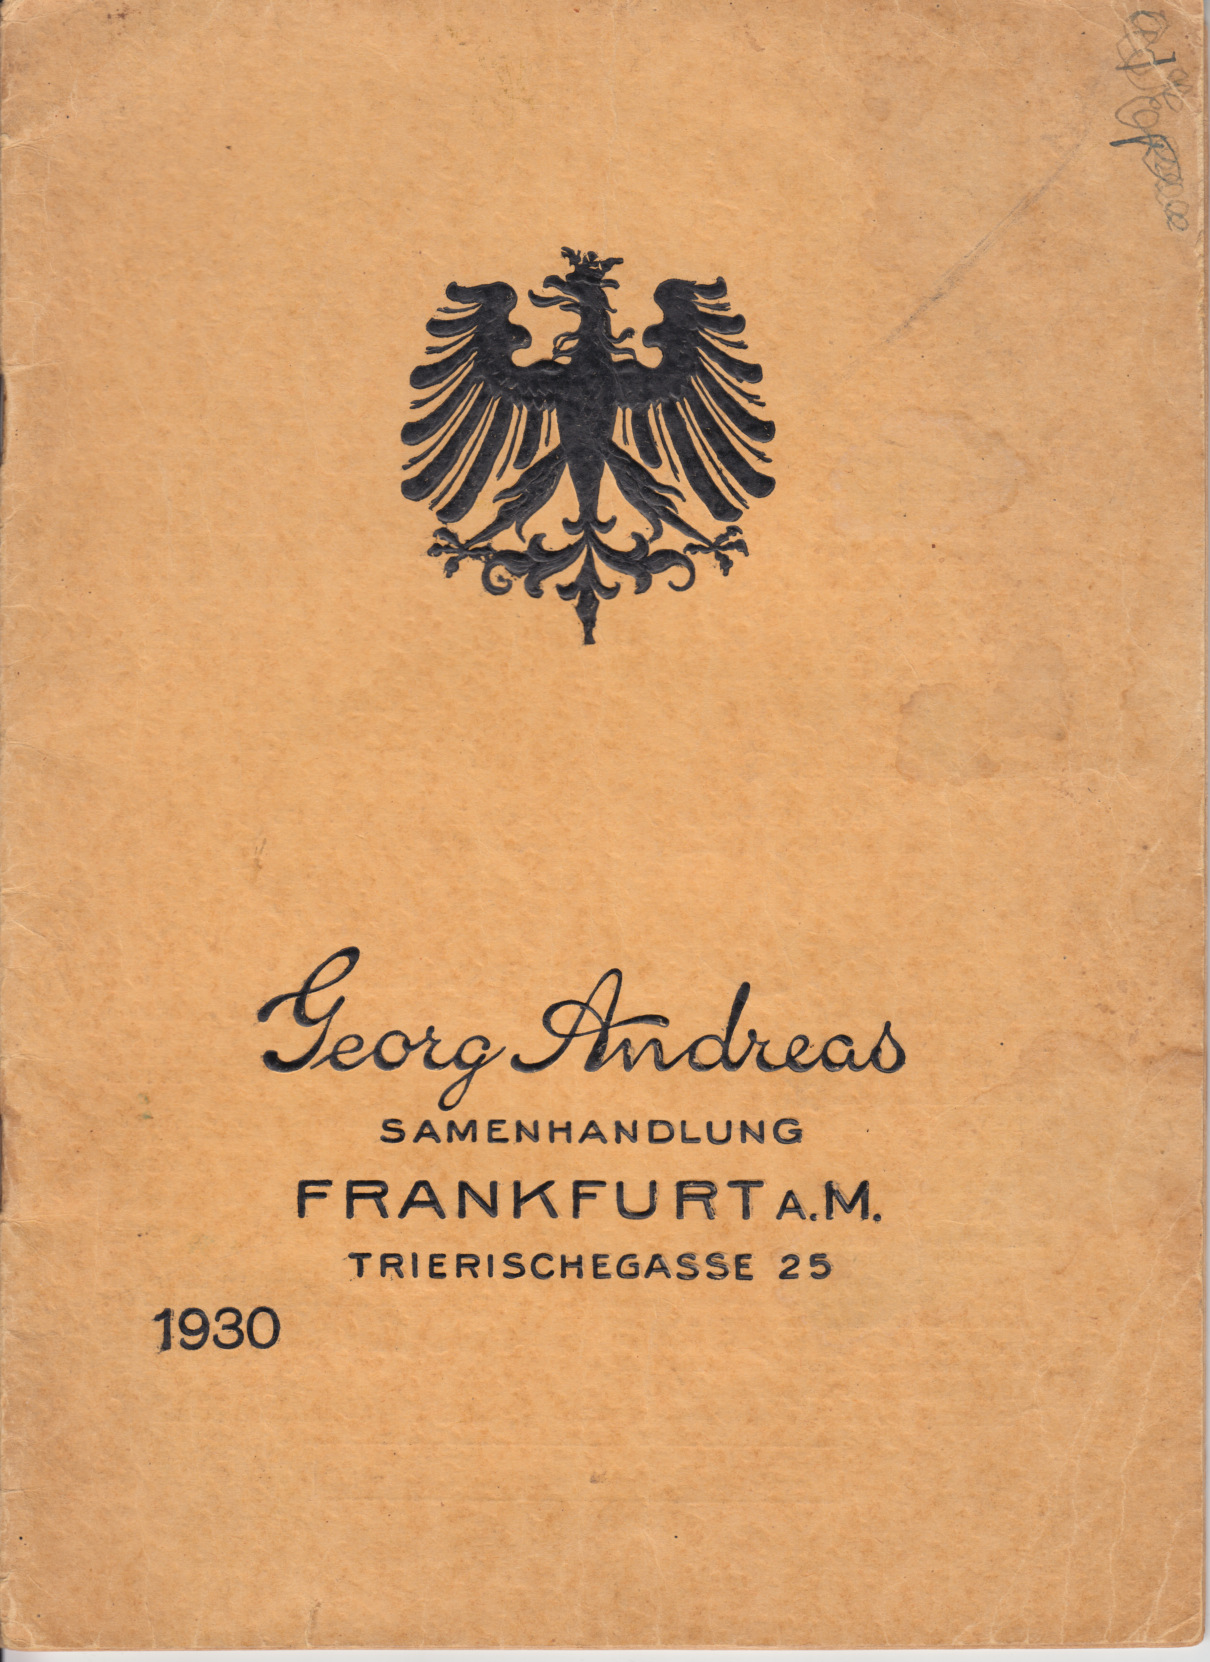 Georg Andreas
SAMENHANDLUNG
FRANKFURT A.M.
TRIERISCHEGASSE 25
1930